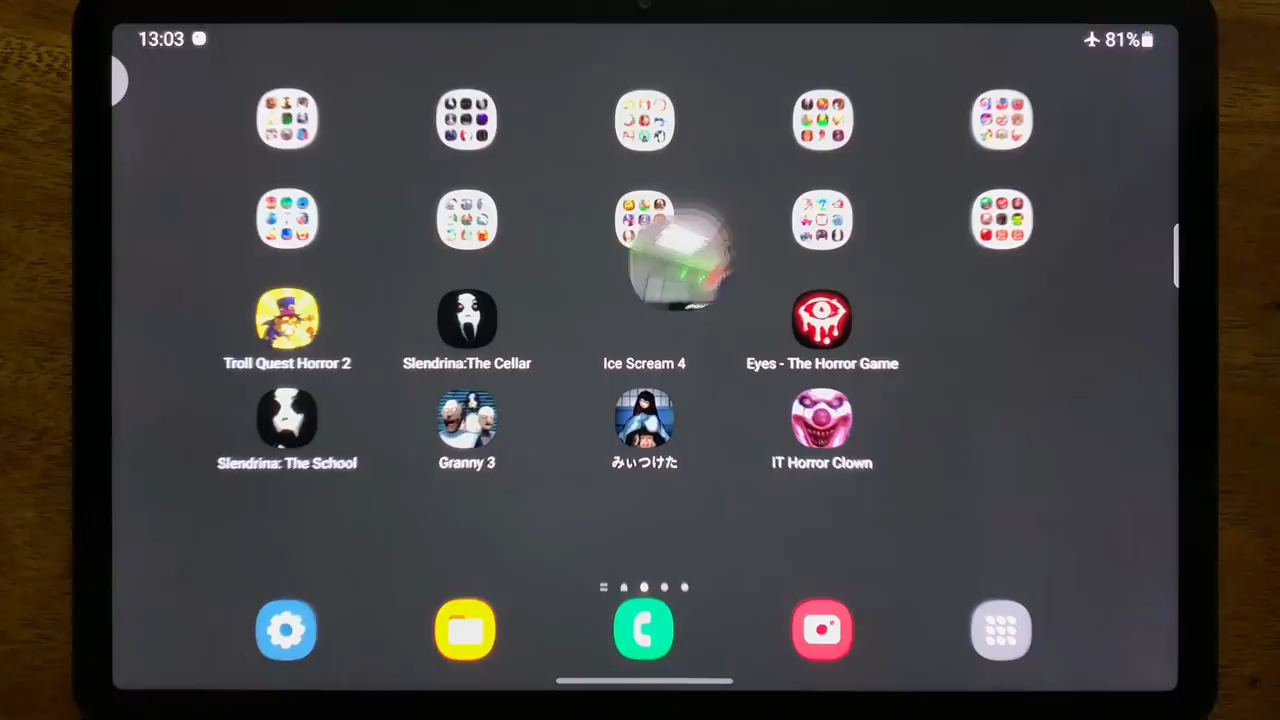 13:03
81%
Troll Quest Horror 2
Slendrina:The Cellar
Ice Scream 4
Eyes - The Horror Game
Slendrina: The School
Granny 3
みぃつけた
IT Horror Clown